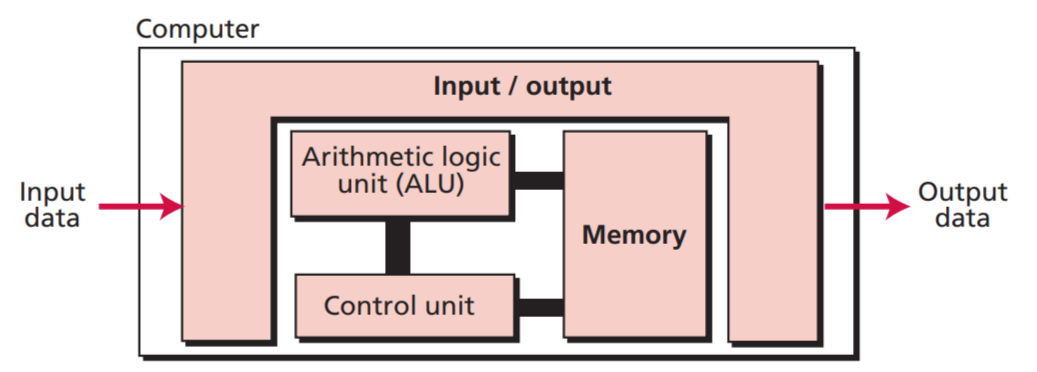 Computer
Input / output
Arithmetic logic
unit (ALU)
Input
data
Output
data
Memory
Control unit